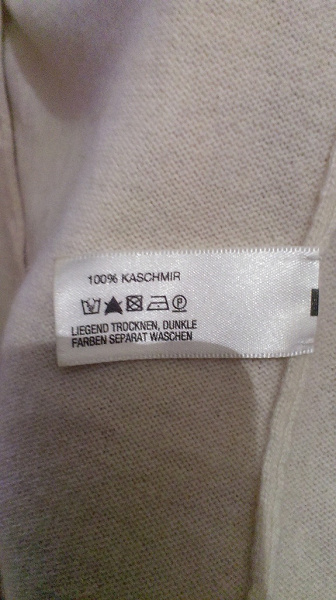 100% KASCHMIR
LIEGEND TROCKNEN, DUNKLE
FARBEN SEPARAT WASCHEN